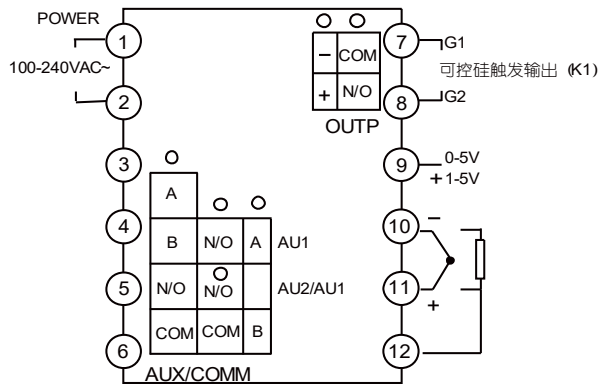 POWER
100-240VAC~
1
2
3
4
5
6
− COM
+ N/O
OUTP
7 G1
可控硅触发输出 (K1)
8 G2
9 0-5V
+ 1-5V
10 −
11 +
12
A
B N/O A AU1
N/O N/O AU2/AU1
COM COM B
AUX/COMM